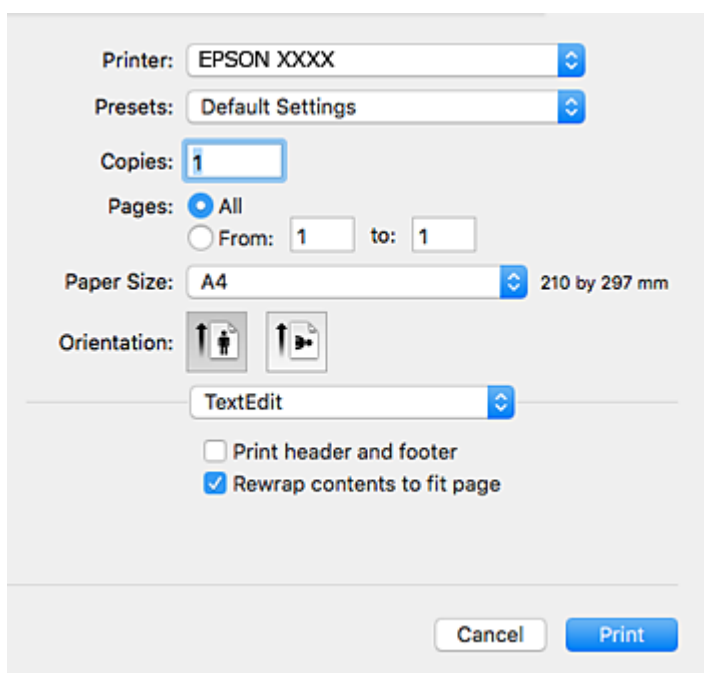 Printer: EPSON XXXX
Presets: Default Settings
Copies: 1
Pages: All
From: 1 to: 1
Paper Size: A4 210 by 297 mm
Orientation:
TextEdit
Print header and footer
Rewrap contents to fit page
Cancel Print